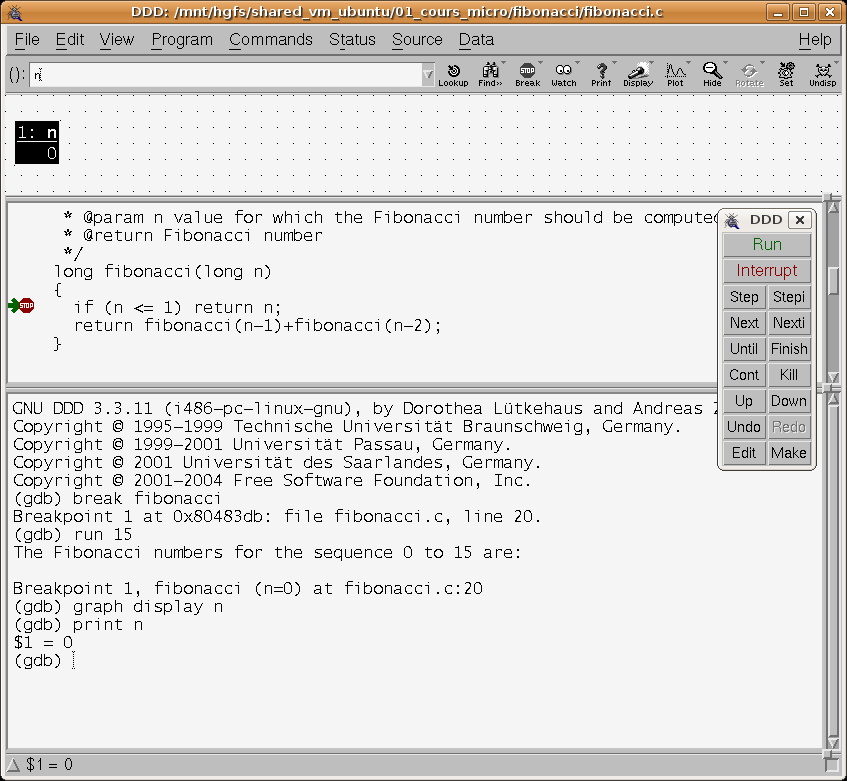 DDD: /mnt/hgfs/shared_vm_ubuntu/01_cours_micro/fibonacci/fibonacci.c
File Edit View Program Commands Status Source Data Help
(): n
Lookup Find» Break Watch Print Display Plot Hide Rotate Set Undisp
STOP
1: n
0
* @param n value for which the Fibonacci number should be computed
* @return Fibonacci number
*/
long fibonacci(long n)
{
STOP if (n <= 1) return n;
return fibonacci(n-1)+fibonacci(n-2);
}
DDD
Run
Interrupt
Step Stepi
Next Nexti
Until Finish
Cont Kill
Up Down
Undo Redo
Edit Make
GNU DDD 3.3.11 (i486-pc-linux-gnu), by Dorothea Lütkehaus and Andreas
Copyright © 1995-1999 Technische Universität Braunschweig, Germany.
Copyright © 1999-2001 Universität Passau, Germany.
Copyright © 2001 Universität des Saarlandes, Germany.
Copyright © 2001-2004 Free Software Foundation, Inc.
(gdb) break fibonacci
Breakpoint 1 at 0x80483db: file fibonacci.c, line 20.
(gdb) run 15
The Fibonacci numbers for the sequence 0 to 15 are:
Breakpoint 1, fibonacci (n=0) at fibonacci.c:20
(gdb) graph display n
(gdb) print n
$1 = 0
(gdb)
$1 = 0